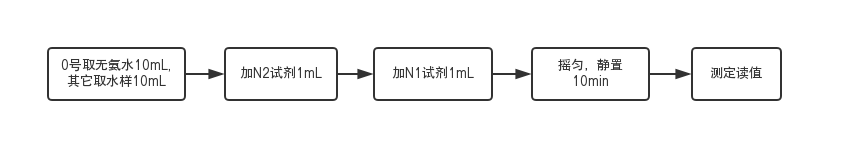 0号取无氨水10mL,
其它取水样10mL
加N2试剂1mL
加N1试剂1mL
摇匀，静置
10min
测定读值